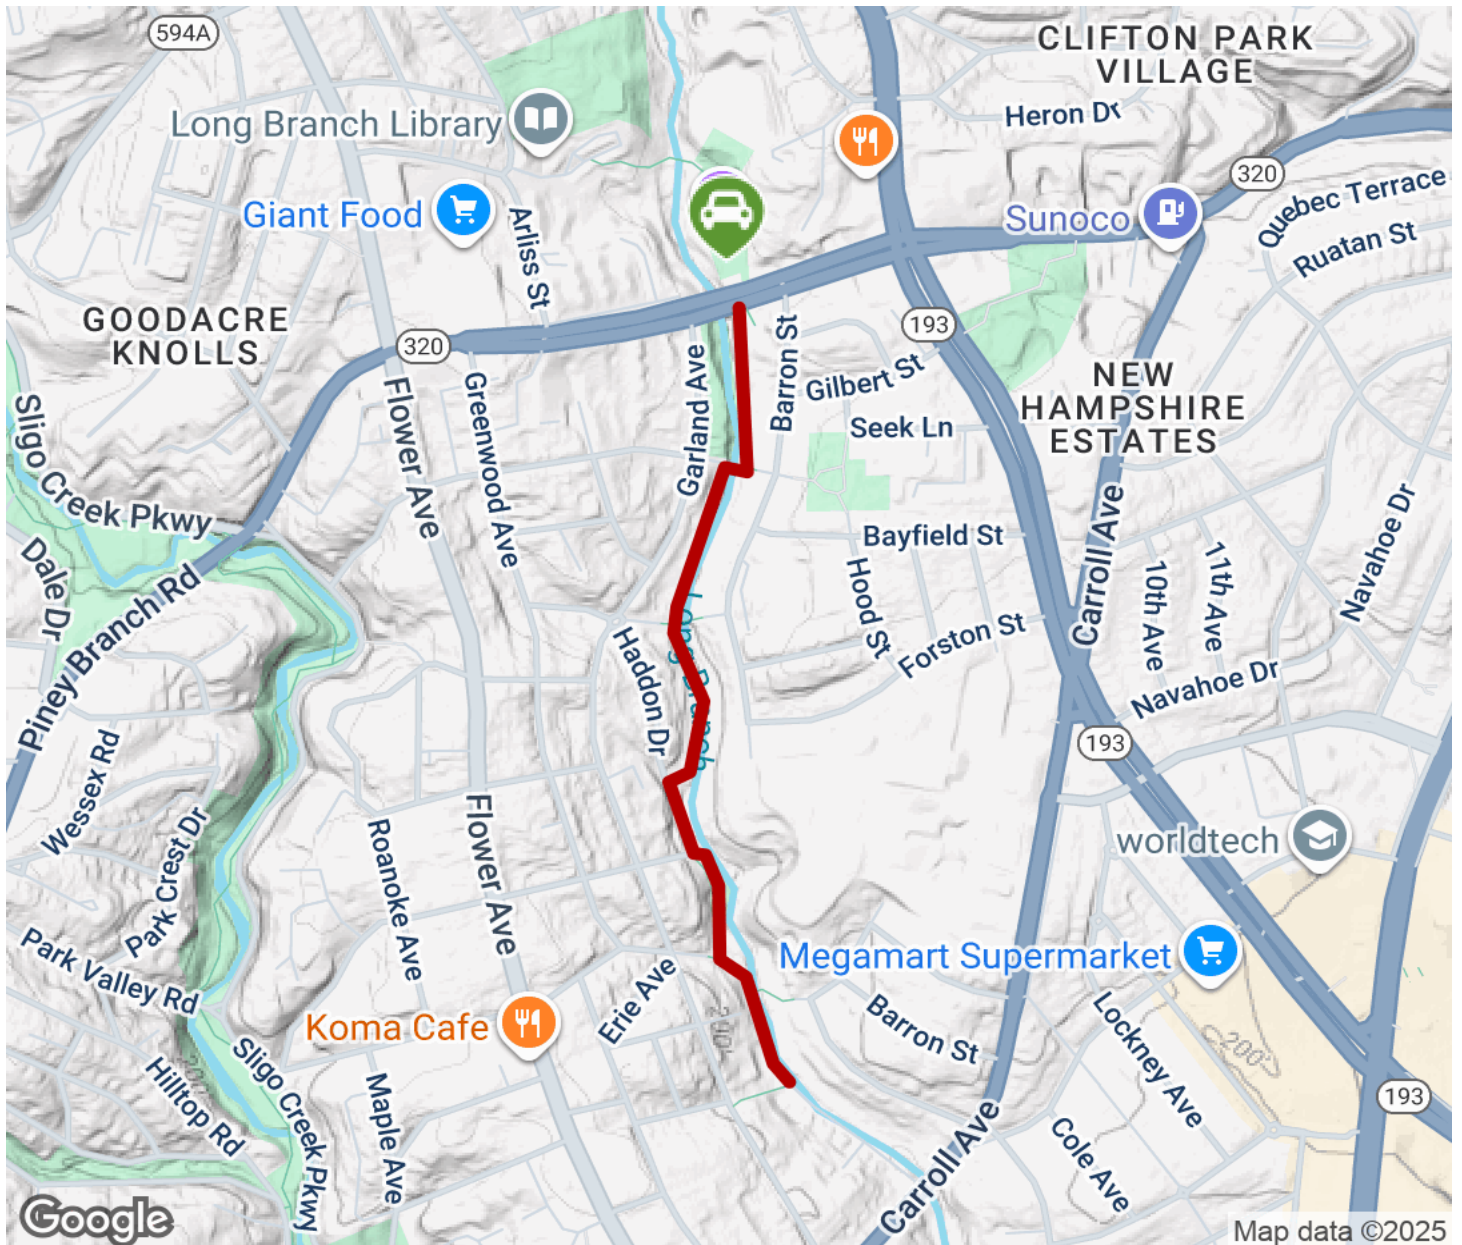 594A
CLIFTON PARK
VILLAGE
Heron Dr
Long Branch Library
320
Quebec Terrace
Giant Food
Arliss St
Sunoco
Ruatan St
GOODACRE
KNOLLS
320
193
Barron St
Gilbert St
NEW
HAMPSHIRE
ESTATES
Garland Ave
Greenwood Ave
Flower Ave
Seek Ln
Sligo Creek Pkwy
Carroll Ave
Navahoe Dr
Bayfield St
Dale Dr
Hood St
10th Ave
11th Ave
Piney Branch Rd
Long Branch
Haddon Dr
Forston St
Navahoe Dr
193
Wessex Rd
Park Crest Dr
Roanoke Ave
Flower Ave
worldtech
Park Valley Rd
Megamart Supermarket
Erie Ave
Koma Cafe
Barron St
Lockney Ave
200'
Hilltop Rd
Sligo Creek Pkwy
Maple Ave
193
Carroll Ave
Cole Ave
Google
Map data ©2025